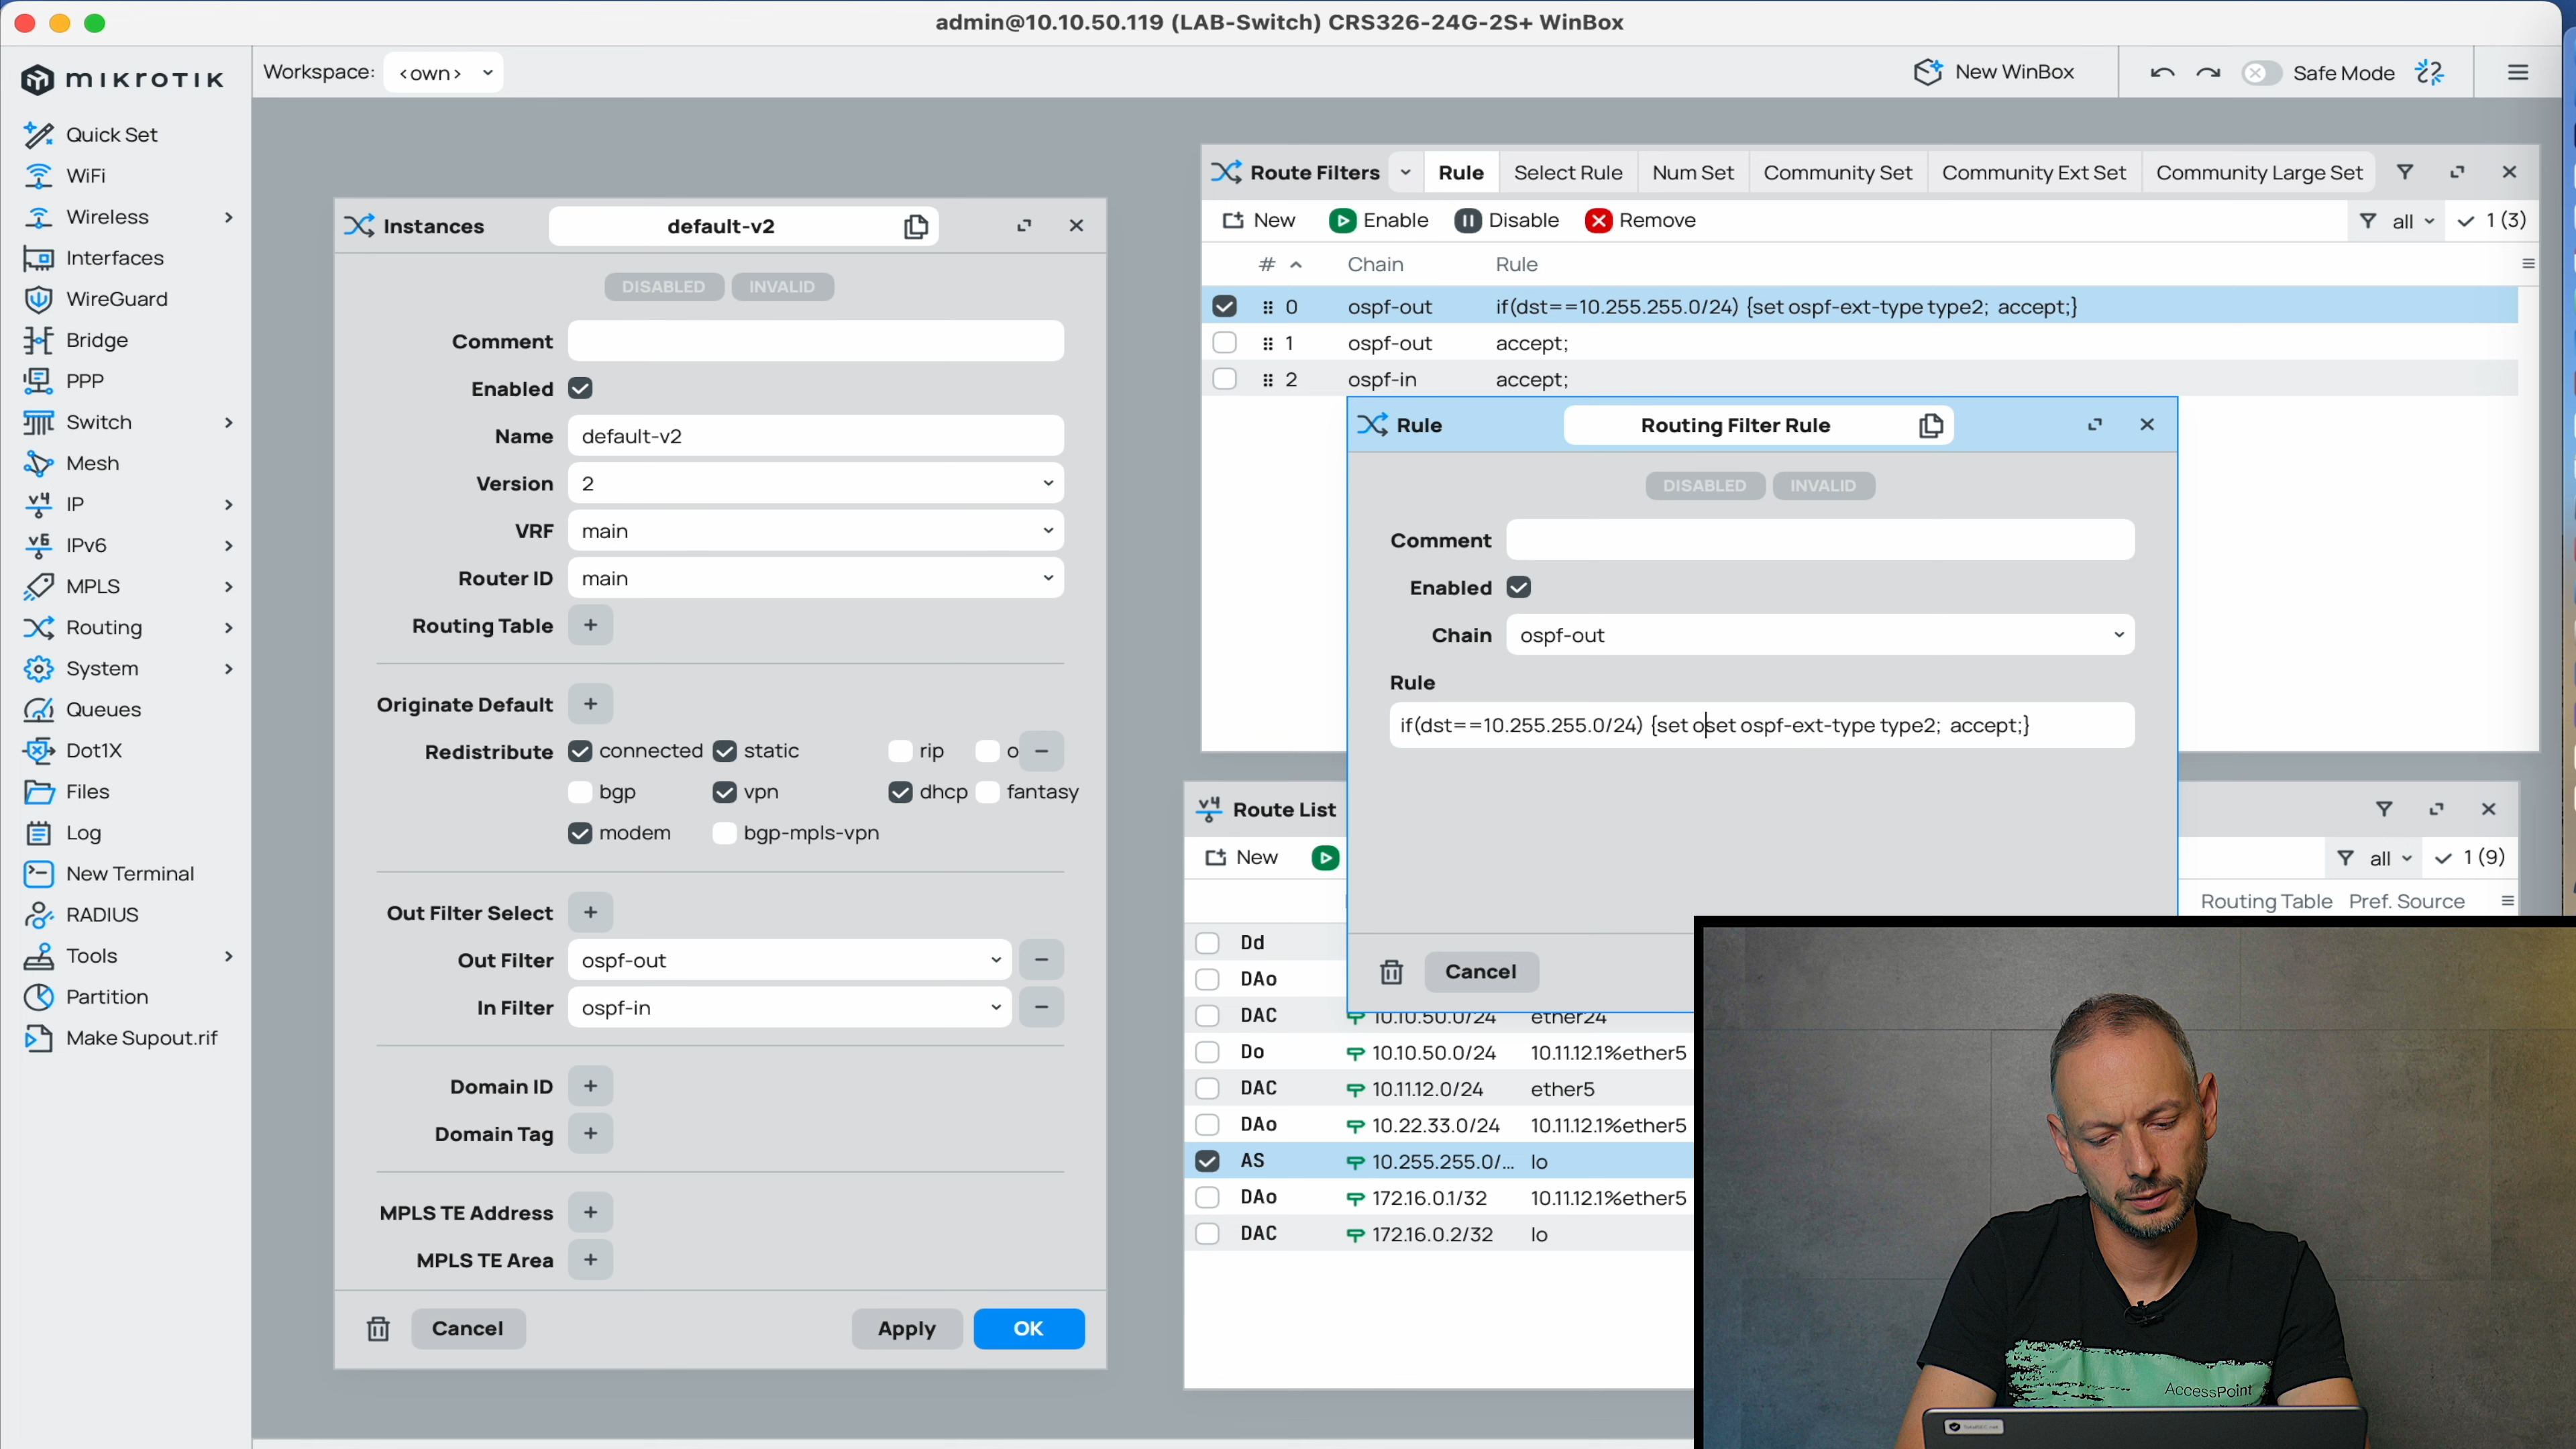 admin@10.10.50.119 (LAB-Switch) CRS326-24G-2S+ WinBox
mikrotik
Workspace: <own>
New WinBox
Safe Mode
Quick Set
WiFi
Wireless
Interfaces
WireGuard
Bridge
PPP
Switch
Mesh
IP
IPv6
MPLS
Routing
System
Queues
Dot1X
Files
Log
New Terminal
RADIUS
Tools
Partition
Make Supout.rif
Instances default-v2
DISABLED INVALID
Comment
Enabled
Name default-v2
Version 2
VRF main
Router ID main
Routing Table +
Originate Default +
Redistribute connected static rip o −
bgp vpn dhcp fantasy
modem bgp-mpls-vpn
Out Filter Select +
Out Filter ospf-out −
In Filter ospf-in −
Domain ID +
Domain Tag +
MPLS TE Address +
MPLS TE Area +
Cancel Apply OK
Route Filters Rule Select Rule Num Set Community Set Community Ext Set Community Large Set
New Enable Disable Remove all 1 (3)
# Chain Rule
0 ospf-out if(dst==10.255.255.0/24) {set ospf-ext-type type2; accept;}
1 ospf-out accept;
2 ospf-in accept;
Rule Routing Filter Rule
DISABLED INVALID
Comment
Enabled
Chain ospf-out
Rule
if(dst==10.255.255.0/24) {set oset ospf-ext-type type2; accept;}
Cancel
v4 Route List
New all 1 (9)
Routing Table Pref. Source
Dd
DAo
DAC 10.10.50.0/24 ether24
Do 10.10.50.0/24 10.11.12.1%ether5
DAC 10.11.12.0/24 ether5
DAo 10.22.33.0/24 10.11.12.1%ether5
AS 10.255.255.0/... lo
DAo 172.16.0.1/32 10.11.12.1%ether5
DAC 172.16.0.2/32 lo
AccessPoint